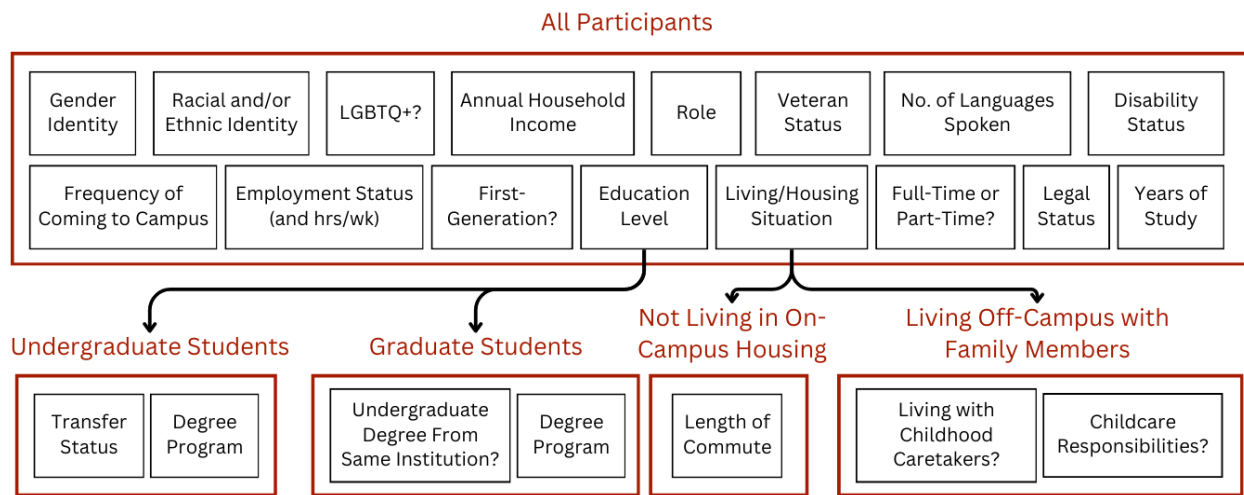 All Participants
Gender
Identity
Racial and/or
Ethnic Identity
LGBTQ+?
Annual Household
Income
Role
Veteran
Status
No. of Languages
Spoken
Disability
Status
Frequency of
Coming to Campus
Employment Status
(and hrs/wk)
First-
Generation?
Education
Level
Living/Housing
Situation
Full-Time or
Part-Time?
Legal
Status
Years of
Study
Undergraduate Students
Transfer
Status
Degree
Program
Graduate Students
Undergraduate
Degree From
Same Institution?
Degree
Program
Not Living in On-
Campus Housing
Length of
Commute
Living Off-Campus with
Family Members
Living with
Childhood
Caretakers?
Childcare
Responsibilities?